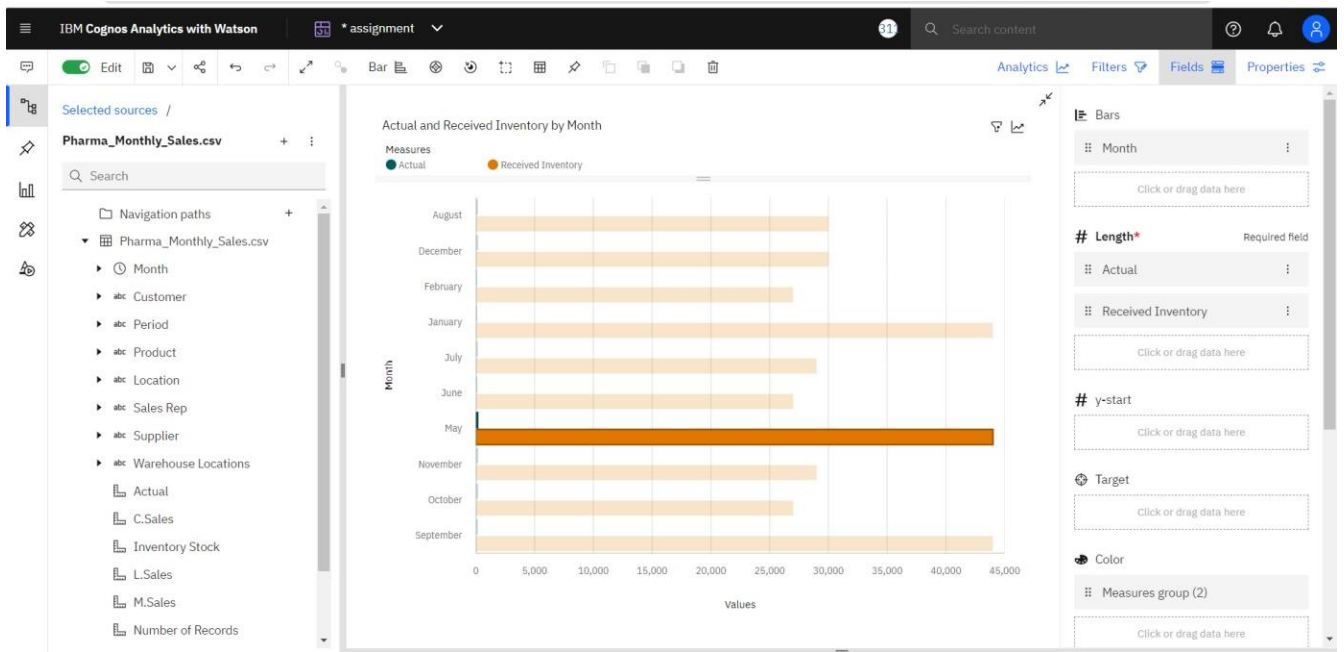 IBM Cognos Analytics with Watson
* assignment
Search content
Edit
Bar
Analytics
Filters
Fields
Properties
Selected sources /
Pharma_Monthly_Sales.csv
Search
Navigation paths
Pharma_Monthly_Sales.csv
Month
abc Customer
abc Period
abc Product
abc Location
abc Sales Rep
abc Supplier
abc Warehouse Locations
Actual
C.Sales
Inventory Stock
L.Sales
M.Sales
Number of Records
Actual and Received Inventory by Month
Measures
Actual Received Inventory
Month
August
December
February
January
July
June
May
November
October
September
0 5,000 10,000 15,000 20,000 25,000 30,000 35,000 40,000 45,000
Values
Bars
Month
Click or drag data here
# Length* Required field
Actual
Received Inventory
Click or drag data here
# y-start
Click or drag data here
Target
Click or drag data here
Color
Measures group (2)
Click or drag data here